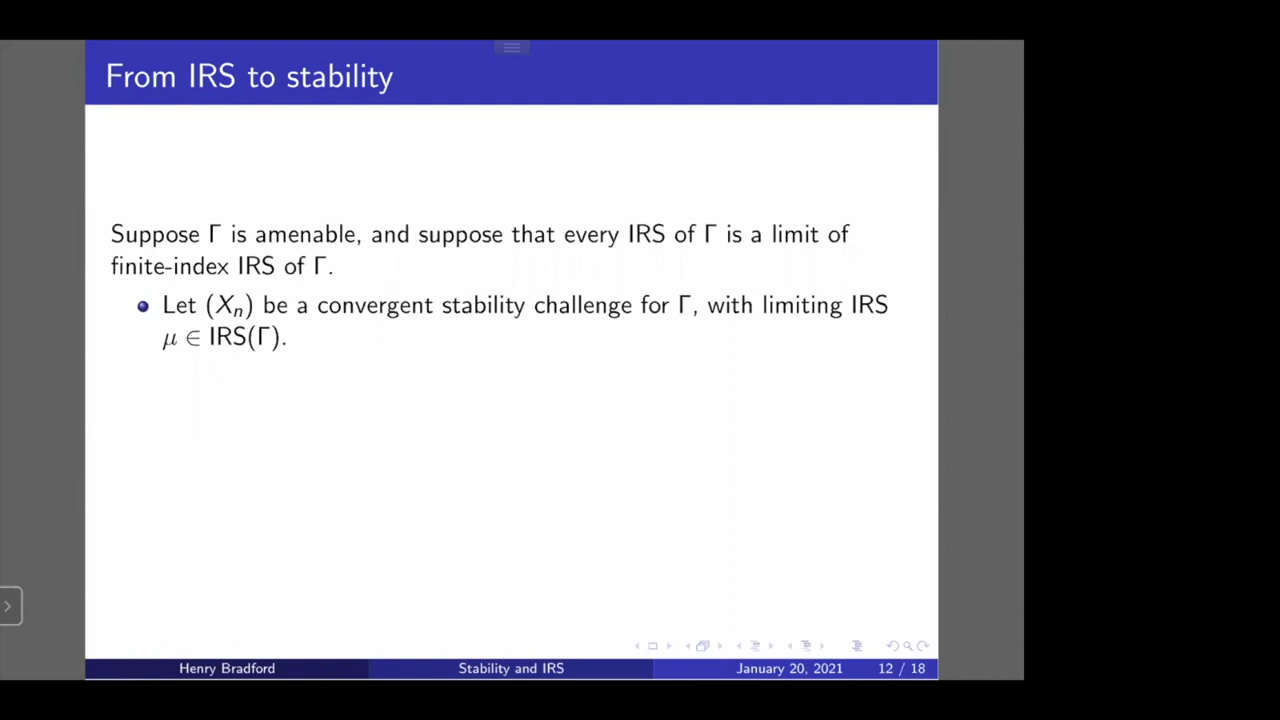 From IRS to stability
Suppose Γ is amenable, and suppose that every IRS of Γ is a limit of
finite-index IRS of Γ.
Let (Xₙ) be a convergent stability challenge for Γ, with limiting IRS
μ ∈ IRS(Γ).
Henry Bradford
Stability and IRS
January 20, 2021
12 / 18